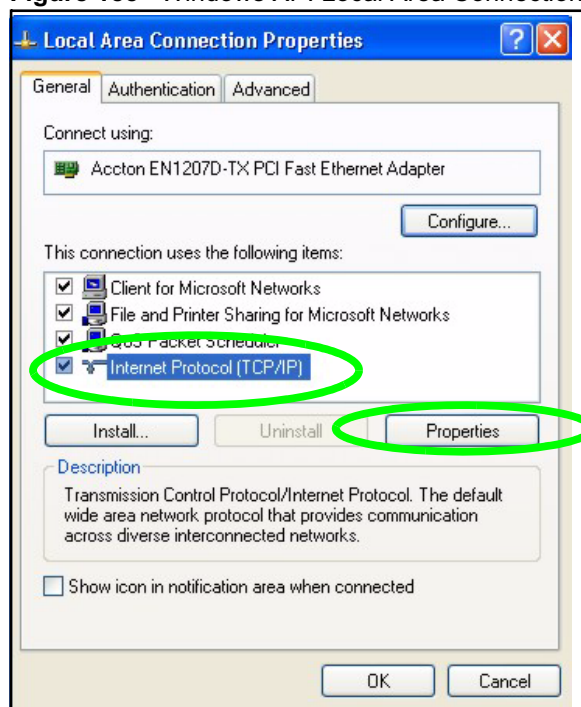 Local Area Connection Properties
General Authentication Advanced
Connect using:
Accton EN1207D-TX PCI Fast Ethernet Adapter
Configure...
This connection uses the following items:
Client for Microsoft Networks
File and Printer Sharing for Microsoft Networks
QoS Packet Scheduler
Internet Protocol (TCP/IP)
Install... Uninstall Properties
Description
Transmission Control Protocol/Internet Protocol. The default
wide area network protocol that provides communication
across diverse interconnected networks.
Show icon in notification area when connected
OK Cancel